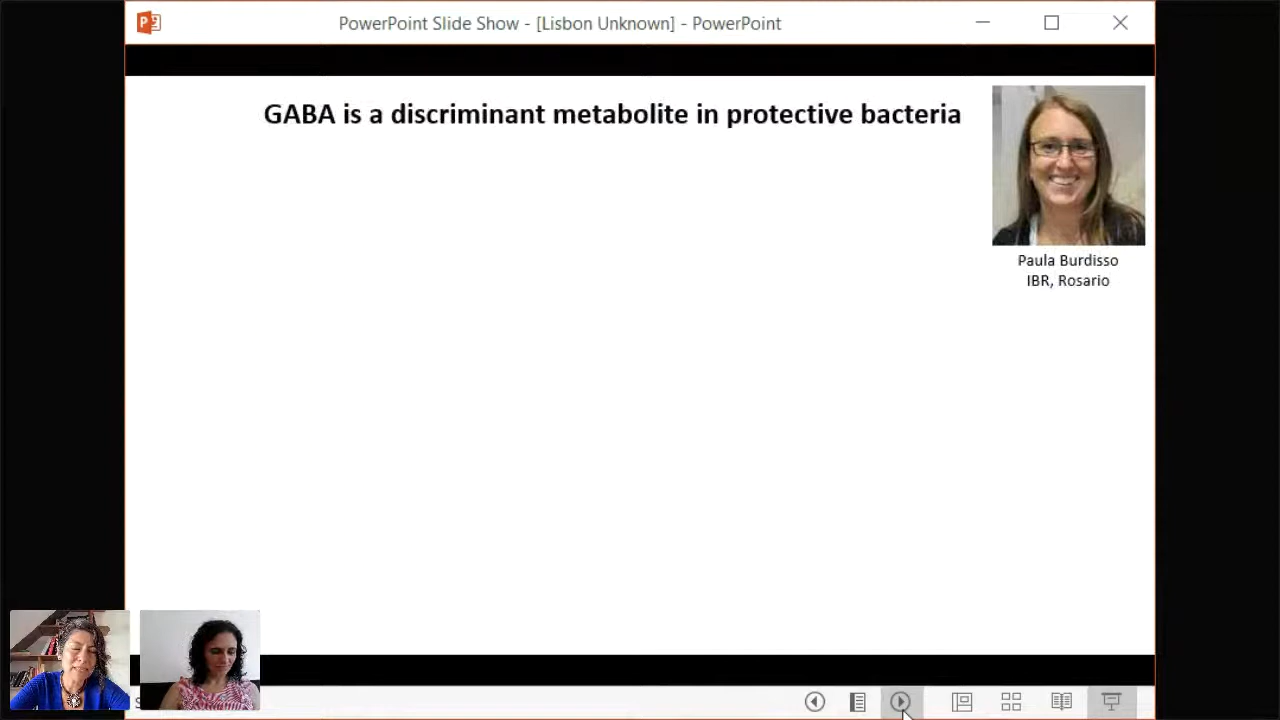 PowerPoint Slide Show - [Lisbon Unknown] - PowerPoint
GABA is a discriminant metabolite in protective bacteria
Paula Burdisso
IBR, Rosario